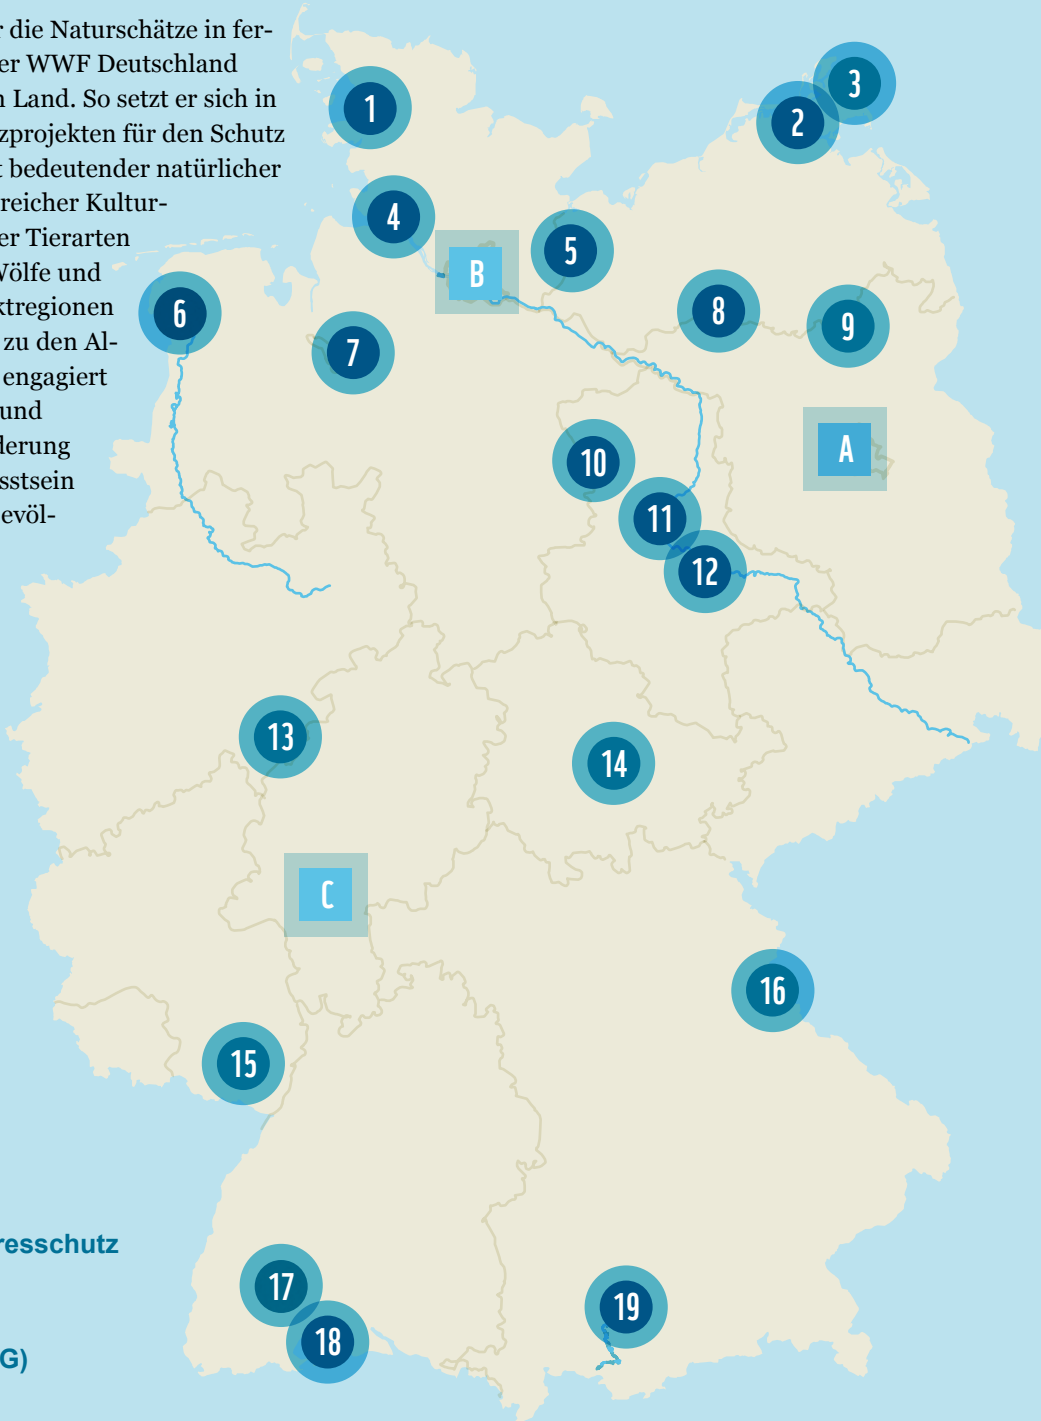 r die Naturschätze in fer-
er WWF Deutschland
n Land. So setzt er sich in
zprojekten für den Schutz
t bedeutender natürlicher
reicher Kultur-
er Tierarten
Wölfe und
ktregionen
zu den Al-
engagiert
und
derung
sstsein
evöl-
1
2
3
4
5
B
6
7
8
9
A
10
11
12
13
14
C
15
16
resschutz
17
18
19
G)